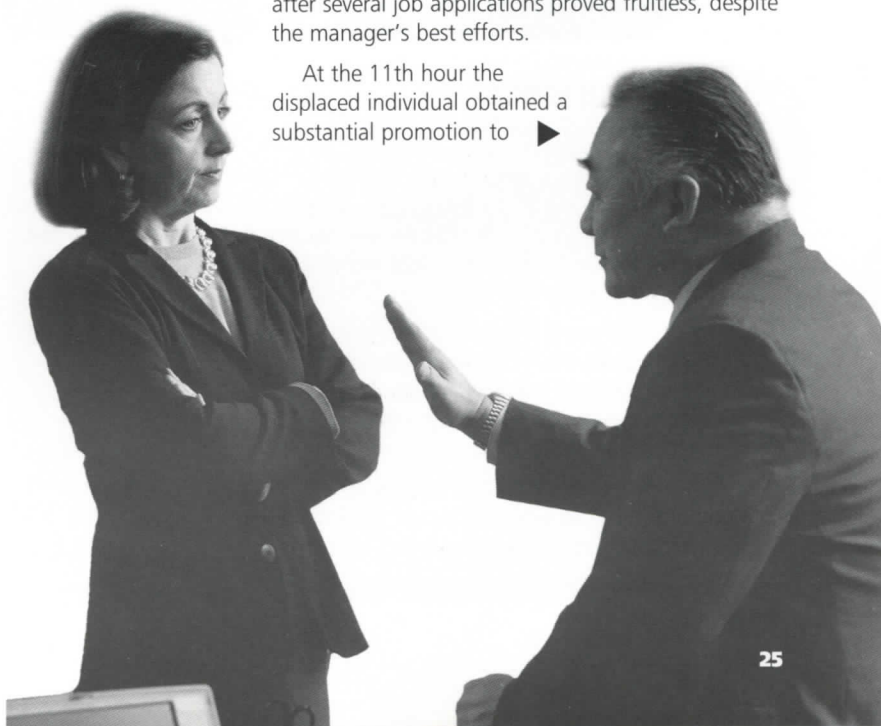 after several job applications proved fruitless, despite
the manager's best efforts.
At the 11th hour the
displaced individual obtained a
substantial promotion to ▶
25